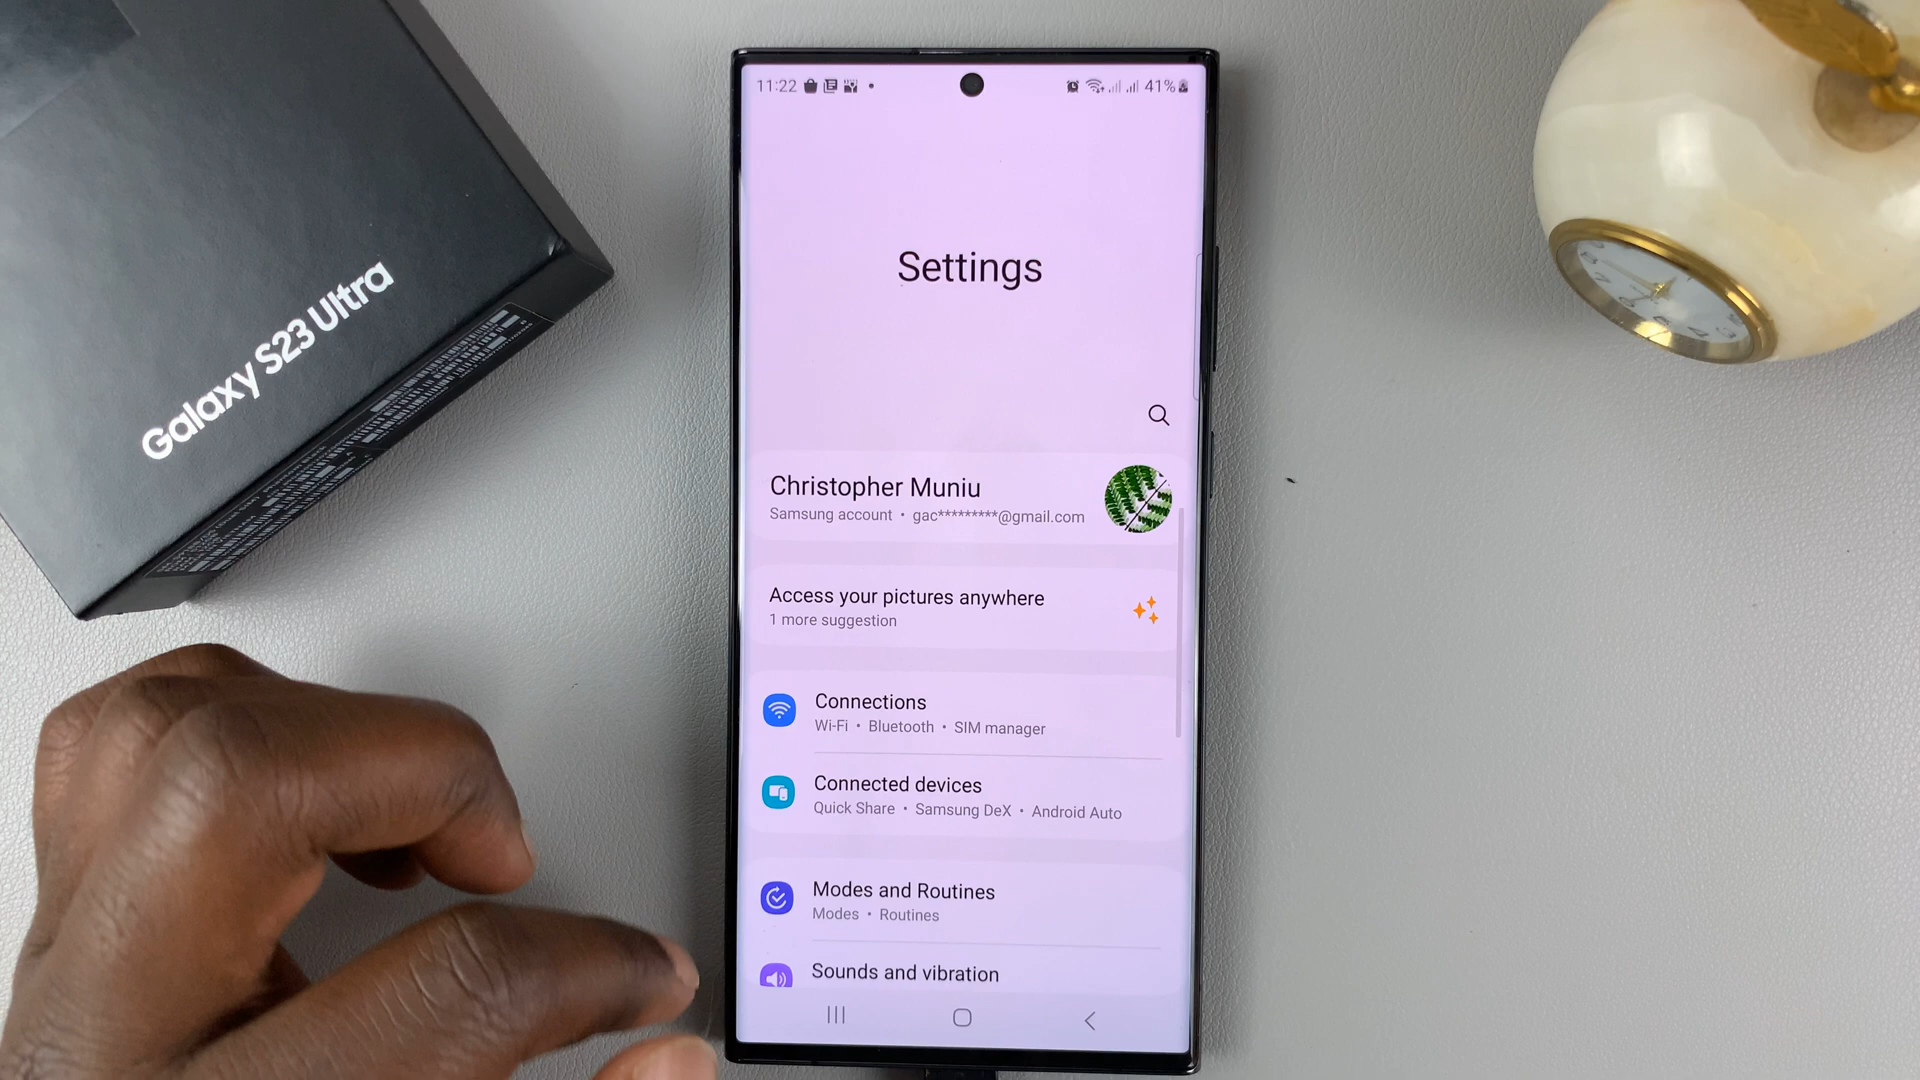 Galaxy S23 Ultra
11:22
41%
Settings
Christopher Muniu
Samsung account • gac*********@gmail.com
Access your pictures anywhere
1 more suggestion
Connections
Wi-Fi • Bluetooth • SIM manager
Connected devices
Quick Share • Samsung DeX • Android Auto
Modes and Routines
Modes • Routines
Sounds and vibration